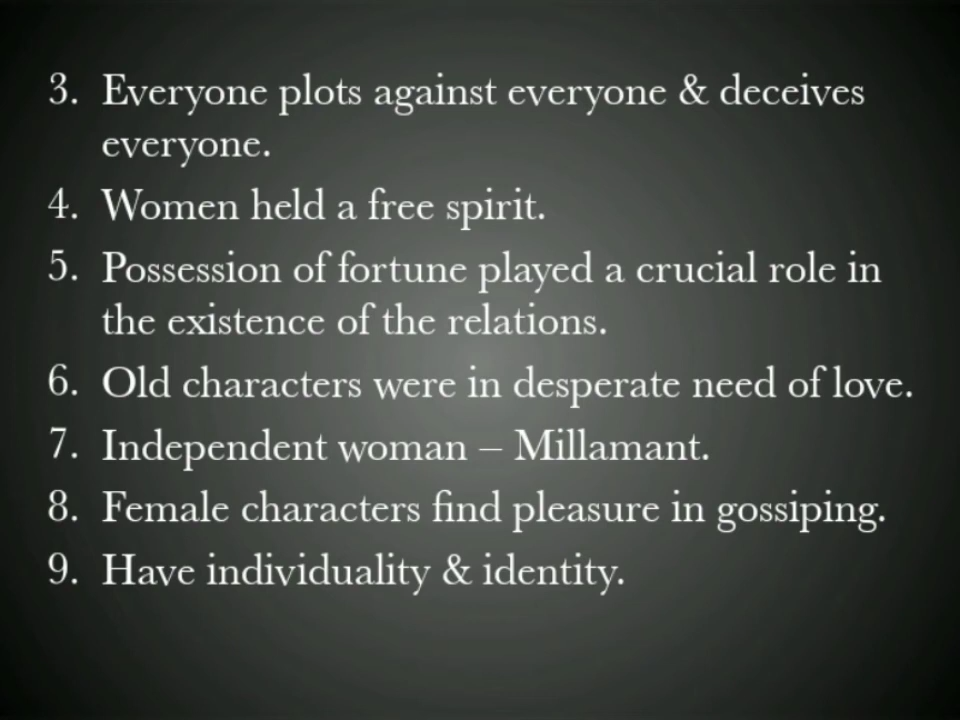 3. Everyone plots against everyone & deceives
everyone.
4. Women held a free spirit.
5. Possession of fortune played a crucial role in
the existence of the relations.
6. Old characters were in desperate need of love.
7. Independent woman – Millamant.
8. Female characters find pleasure in gossiping.
9. Have individuality & identity.